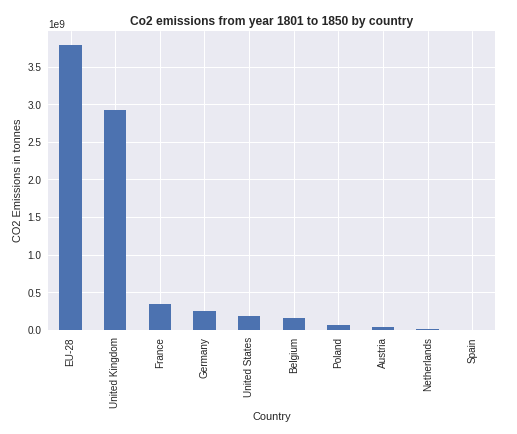 Co2 emissions from year 1801 to 1850 by country
1e9
3.5
3.0
2.5
2.0
1.5
1.0
0.5
0.0
CO2 Emissions in tonnes
EU-28
United Kingdom
France
Germany
United States
Belgium
Poland
Austria
Netherlands
Spain
Country